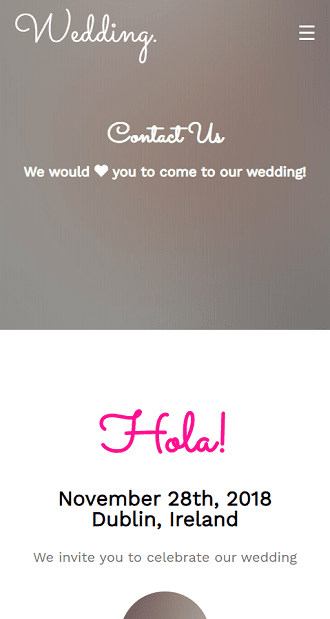 Wedding.
Contact Us
We would ♥ you to come to our wedding!
Hola!
November 28th, 2018
Dublin, Ireland
We invite you to celebrate our wedding